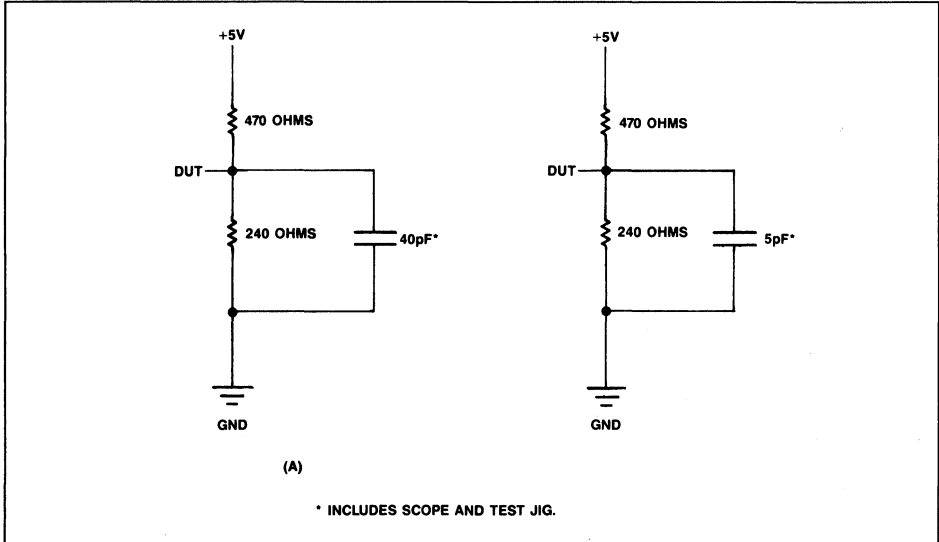 +5V
470 OHMS
DUT
240 OHMS
40pF*
GND
(A)
+5V
470 OHMS
DUT
240 OHMS
5pF*
GND
* INCLUDES SCOPE AND TEST JIG.